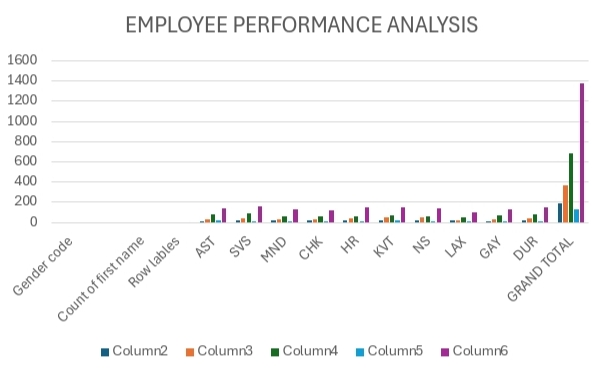 EMPLOYEE PERFORMANCE ANALYSIS
1600
1400
1200
1000
800
600
400
200
0
Gender code
Count of first name
Row lables
AST
SVS
MND
CHK
HR
KVT
NS
LAX
GAY
DUR
GRAND TOTAL
Column2 Column3 Column4 Column5 Column6